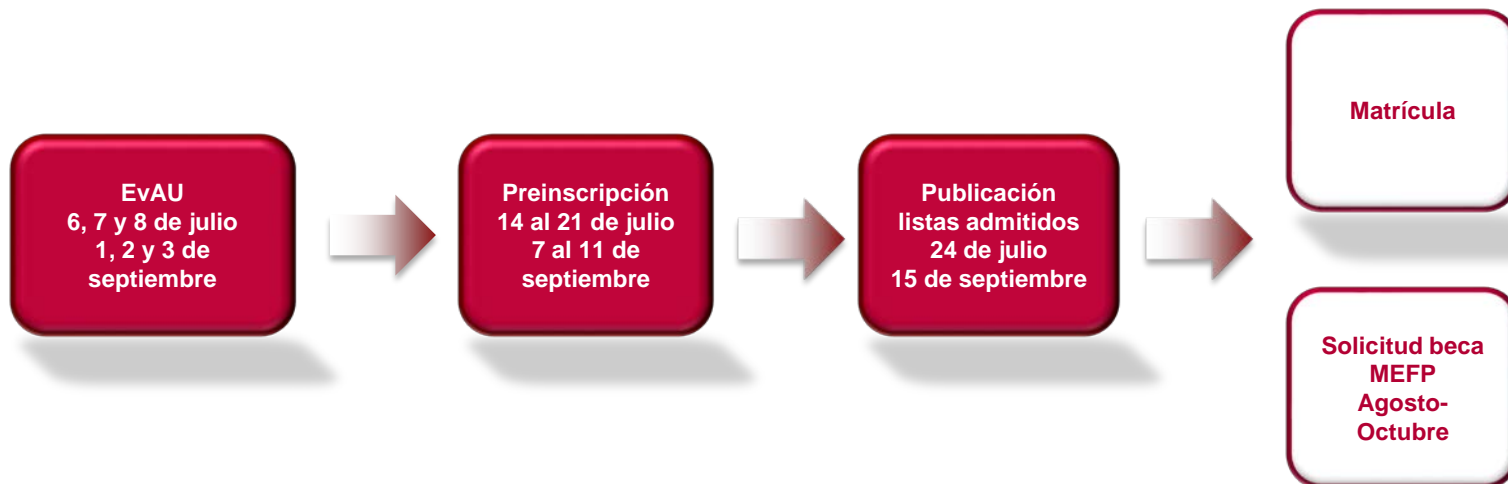 EvAU
6, 7 y 8 de julio
1, 2 y 3 de
septiembre
Preinscripción
14 al 21 de julio
7 al 11 de
septiembre
Publicación
listas admitidos
24 de julio
15 de septiembre
Matrícula
Solicitud beca
MEFP
Agosto-
Octubre